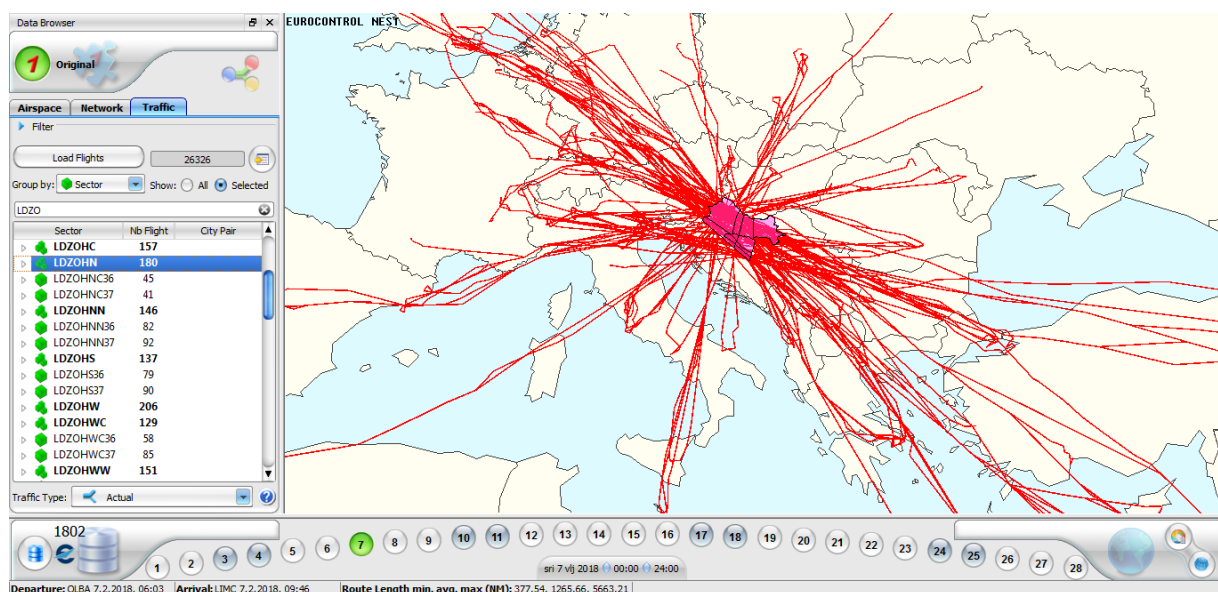 Data Browser
EUROCONTROL NEST
1 Original
Airspace Network Traffic
Filter
Load Flights 26326
Group by: Sector Show: All Selected
LDZO
Sector Nb Flight City Pair
LDZOHC 157
LDZOHN 180
LDZOHNC36 45
LDZOHNC37 41
LDZOHNN 146
LDZOHNN36 82
LDZOHNN37 92
LDZOHS 137
LDZOHS36 79
LDZOHS37 90
LDZOHW 206
LDZOHWC 129
LDZOHWC36 58
LDZOHWC37 85
LDZOHWW 151
Traffic Type: Actual
1802
1 2 3 4 5 6 7 8 9 10 11 12 13 14 15 16 17 18 19 20 21 22 23 24 25 26 27 28
sri 7 vlj 2018 00:00 24:00
Departure: OLBA 7.2.2018. 06:03 Arrival: LIMC 7.2.2018. 09:46 Route Length min, avg, max (NM): 377.54, 1265.66, 5663.21